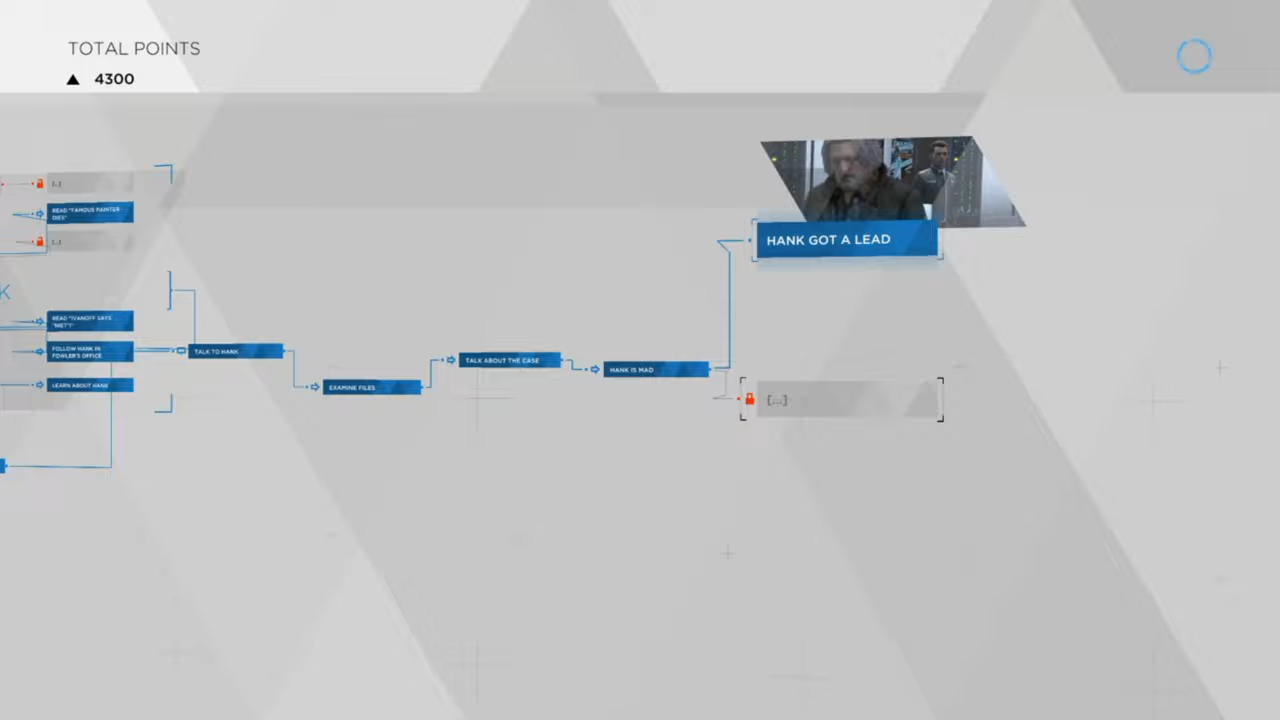 TOTAL POINTS
▲ 4300
[...]
READ "FAMOUS PAINTER
DIES"
[...]
K
READ "IVANOFF SAYS
"NIET"!"
FOLLOW HANK IN
FOWLER'S OFFICE
LEARN ABOUT HANK
TALK TO HANK
EXAMINE FILES
TALK ABOUT THE CASE
HANK IS MAD
HANK GOT A LEAD
[...]